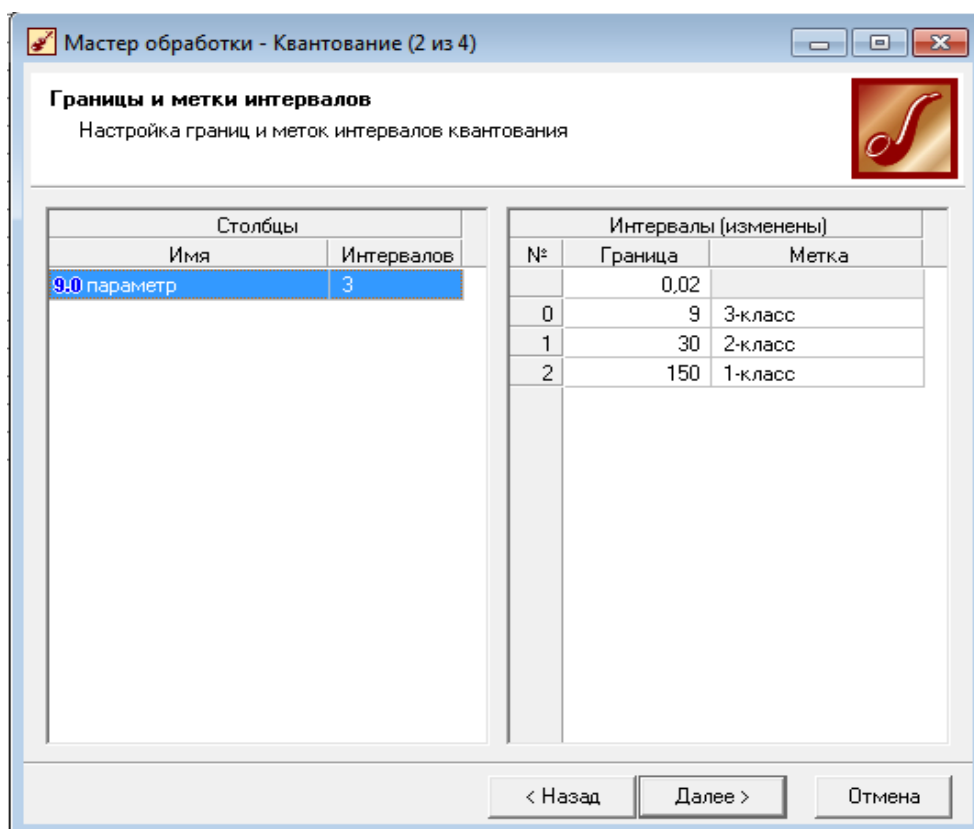 Мастер обработки - Квантование (2 из 4)
Границы и метки интервалов
Настройка границ и меток интервалов квантования
Столбцы
Имя Интервалов
9.0 параметр 3
Интервалы (изменены)
№ Граница Метка
0,02
0 9 3-класс
1 30 2-класс
2 150 1-класс
< Назад Далее > Отмена